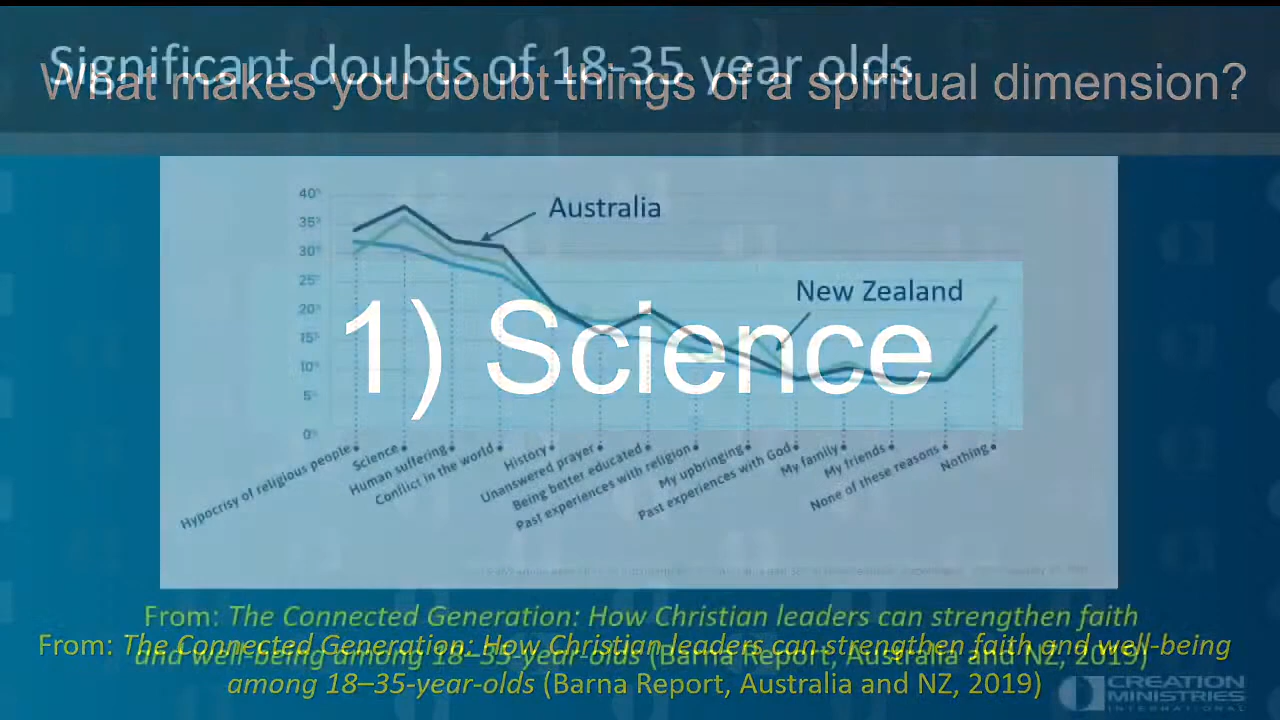 Significant doubts of 18-35 year olds
What makes you doubt things of a spiritual dimension?
40%
35%
30%
25%
20%
15%
10%
5%
0%
Australia
New Zealand
1) Science
Hypocrisy of religious people
Science
Human suffering
Conflict in the world
History
Unanswered prayer
Being better educated
Past experiences with religion
My upbringing
Past experiences with God
My family
My friends
None of these reasons
Nothing
From: The Connected Generation: How Christian leaders can strengthen faith
and well-being among 18–35-year-olds (Barna Report, Australia and NZ, 2019)
From: The Connected Generation: How Christian leaders can strengthen faith and well-being
among 18–35-year-olds (Barna Report, Australia and NZ, 2019)
CREATION
MINISTRIES
INTERNATIONAL